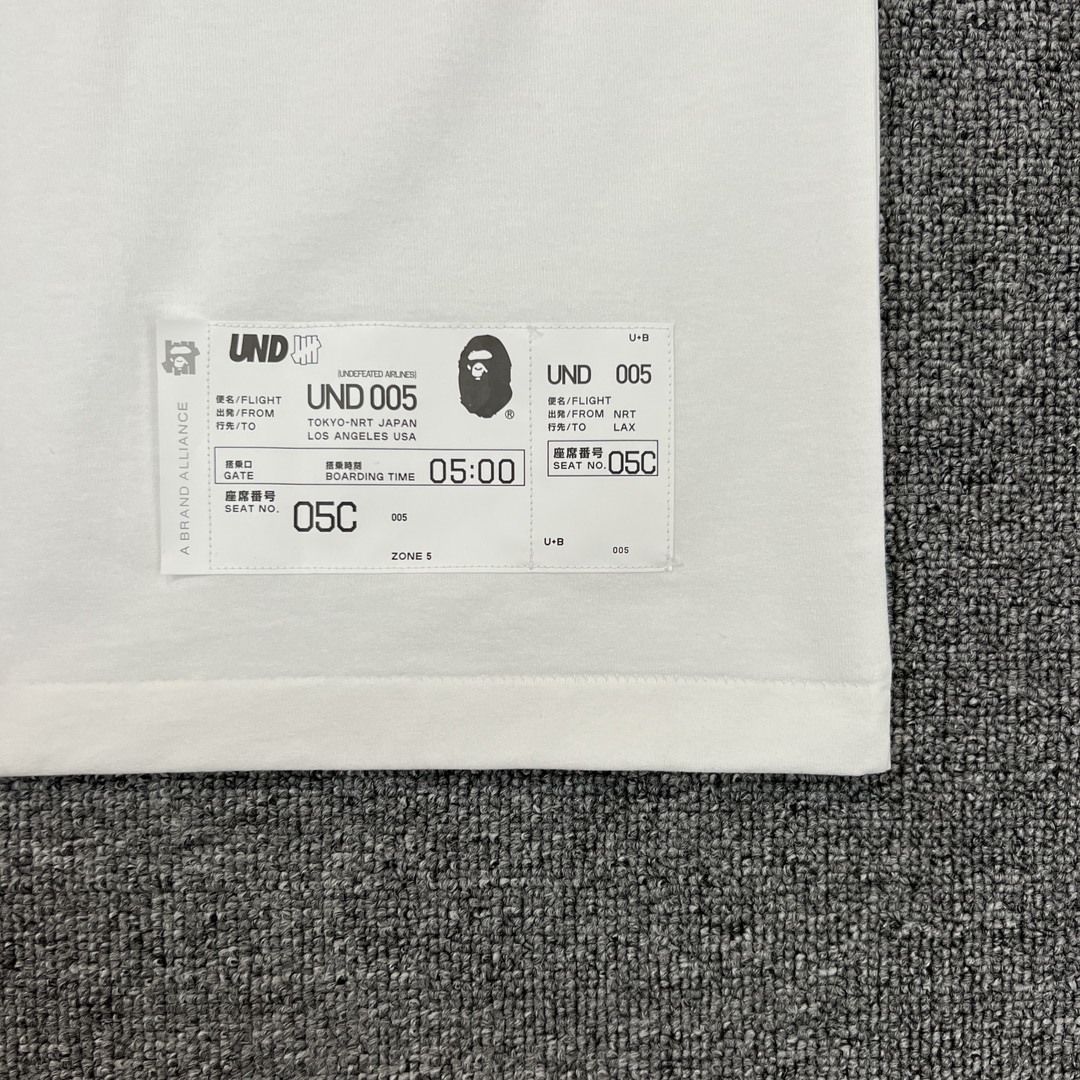 A BRAND ALLIANCE
UND
[UNDEFEATED AIRLINES]
便名/FLIGHT UND 005
出発/FROM TOKYO-NRT JAPAN
行先/TO LOS ANGELES USA
搭乗口
GATE
搭乗時刻
BOARDING TIME 05:00
座席番号
SEAT NO. 05C 005
ZONE 5
®
U+B
UND 005
便名/FLIGHT
出発/FROM NRT
行先/TO LAX
座席番号
SEAT NO. 05C
U+B 005